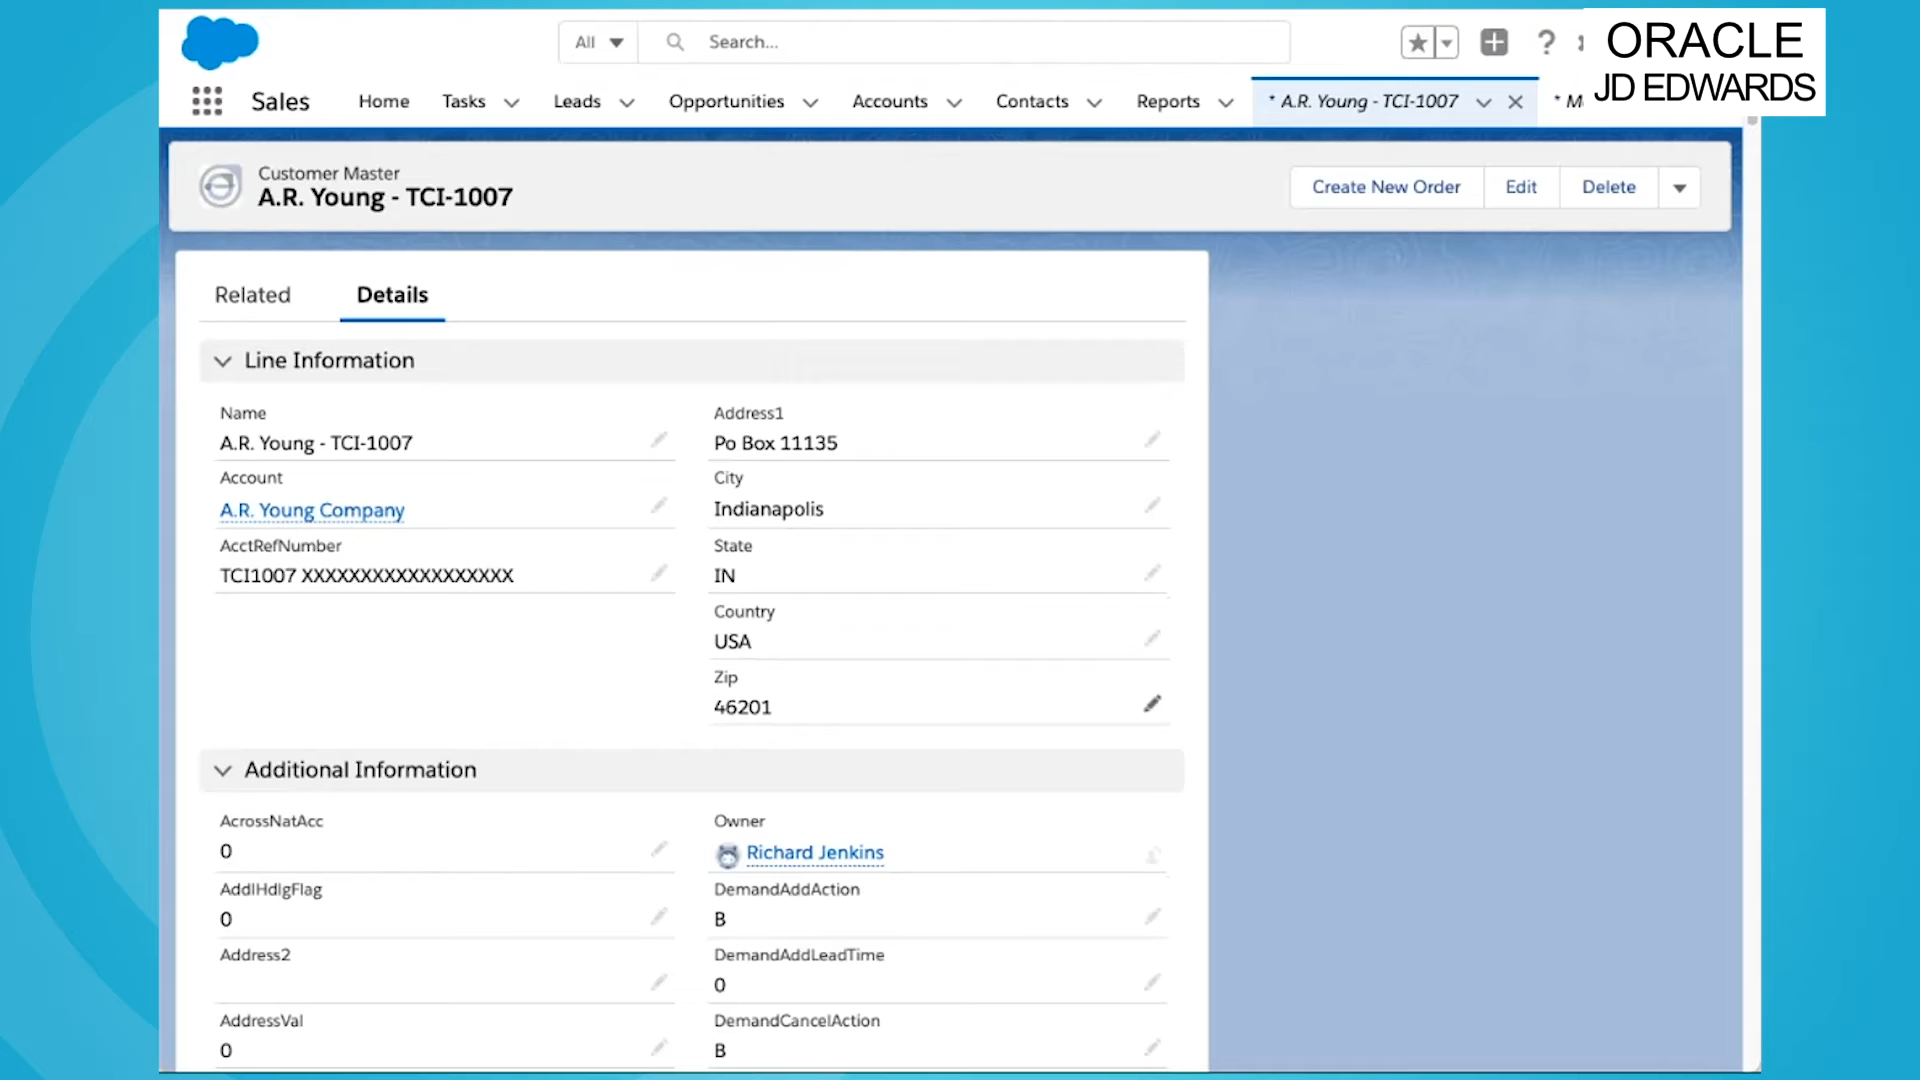 All
Search...
?
ORACLE
JD EDWARDS
Sales
Home
Tasks
Leads
Opportunities
Accounts
Contacts
Reports
* A.R. Young - TCI-1007
* M
Customer Master
A.R. Young - TCI-1007
Create New Order
Edit
Delete
Related
Details
Line Information
Name
A.R. Young - TCI-1007
Address1
Po Box 11135
Account
A.R. Young Company
City
Indianapolis
AcctRefNumber
TCI1007 XXXXXXXXXXXXXXXXXX
State
IN
Country
USA
Zip
46201
Additional Information
AcrossNatAcc
0
Owner
Richard Jenkins
AddlHdlgFlag
0
DemandAddAction
B
Address2
DemandAddLeadTime
0
AddressVal
0
DemandCancelAction
B